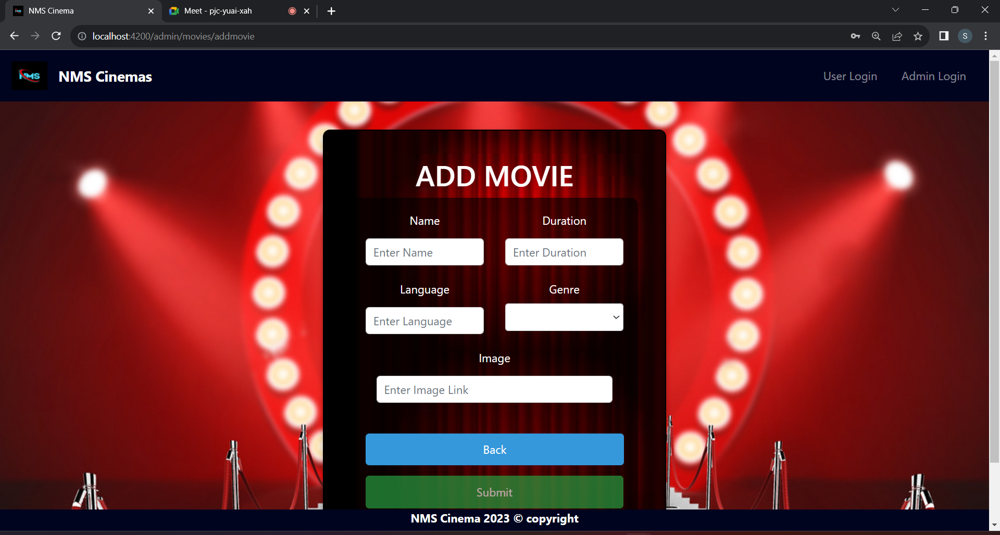 NMS Cinema
Meet - pjc-yuai-xah
localhost:4200/admin/movies/addmovie
S
NMS
NMS Cinemas
User Login
Admin Login
ADD MOVIE
Name
Duration
Enter Name
Enter Duration
Language
Genre
Enter Language
Image
Enter Image Link
Back
Submit
NMS Cinema 2023 © copyright